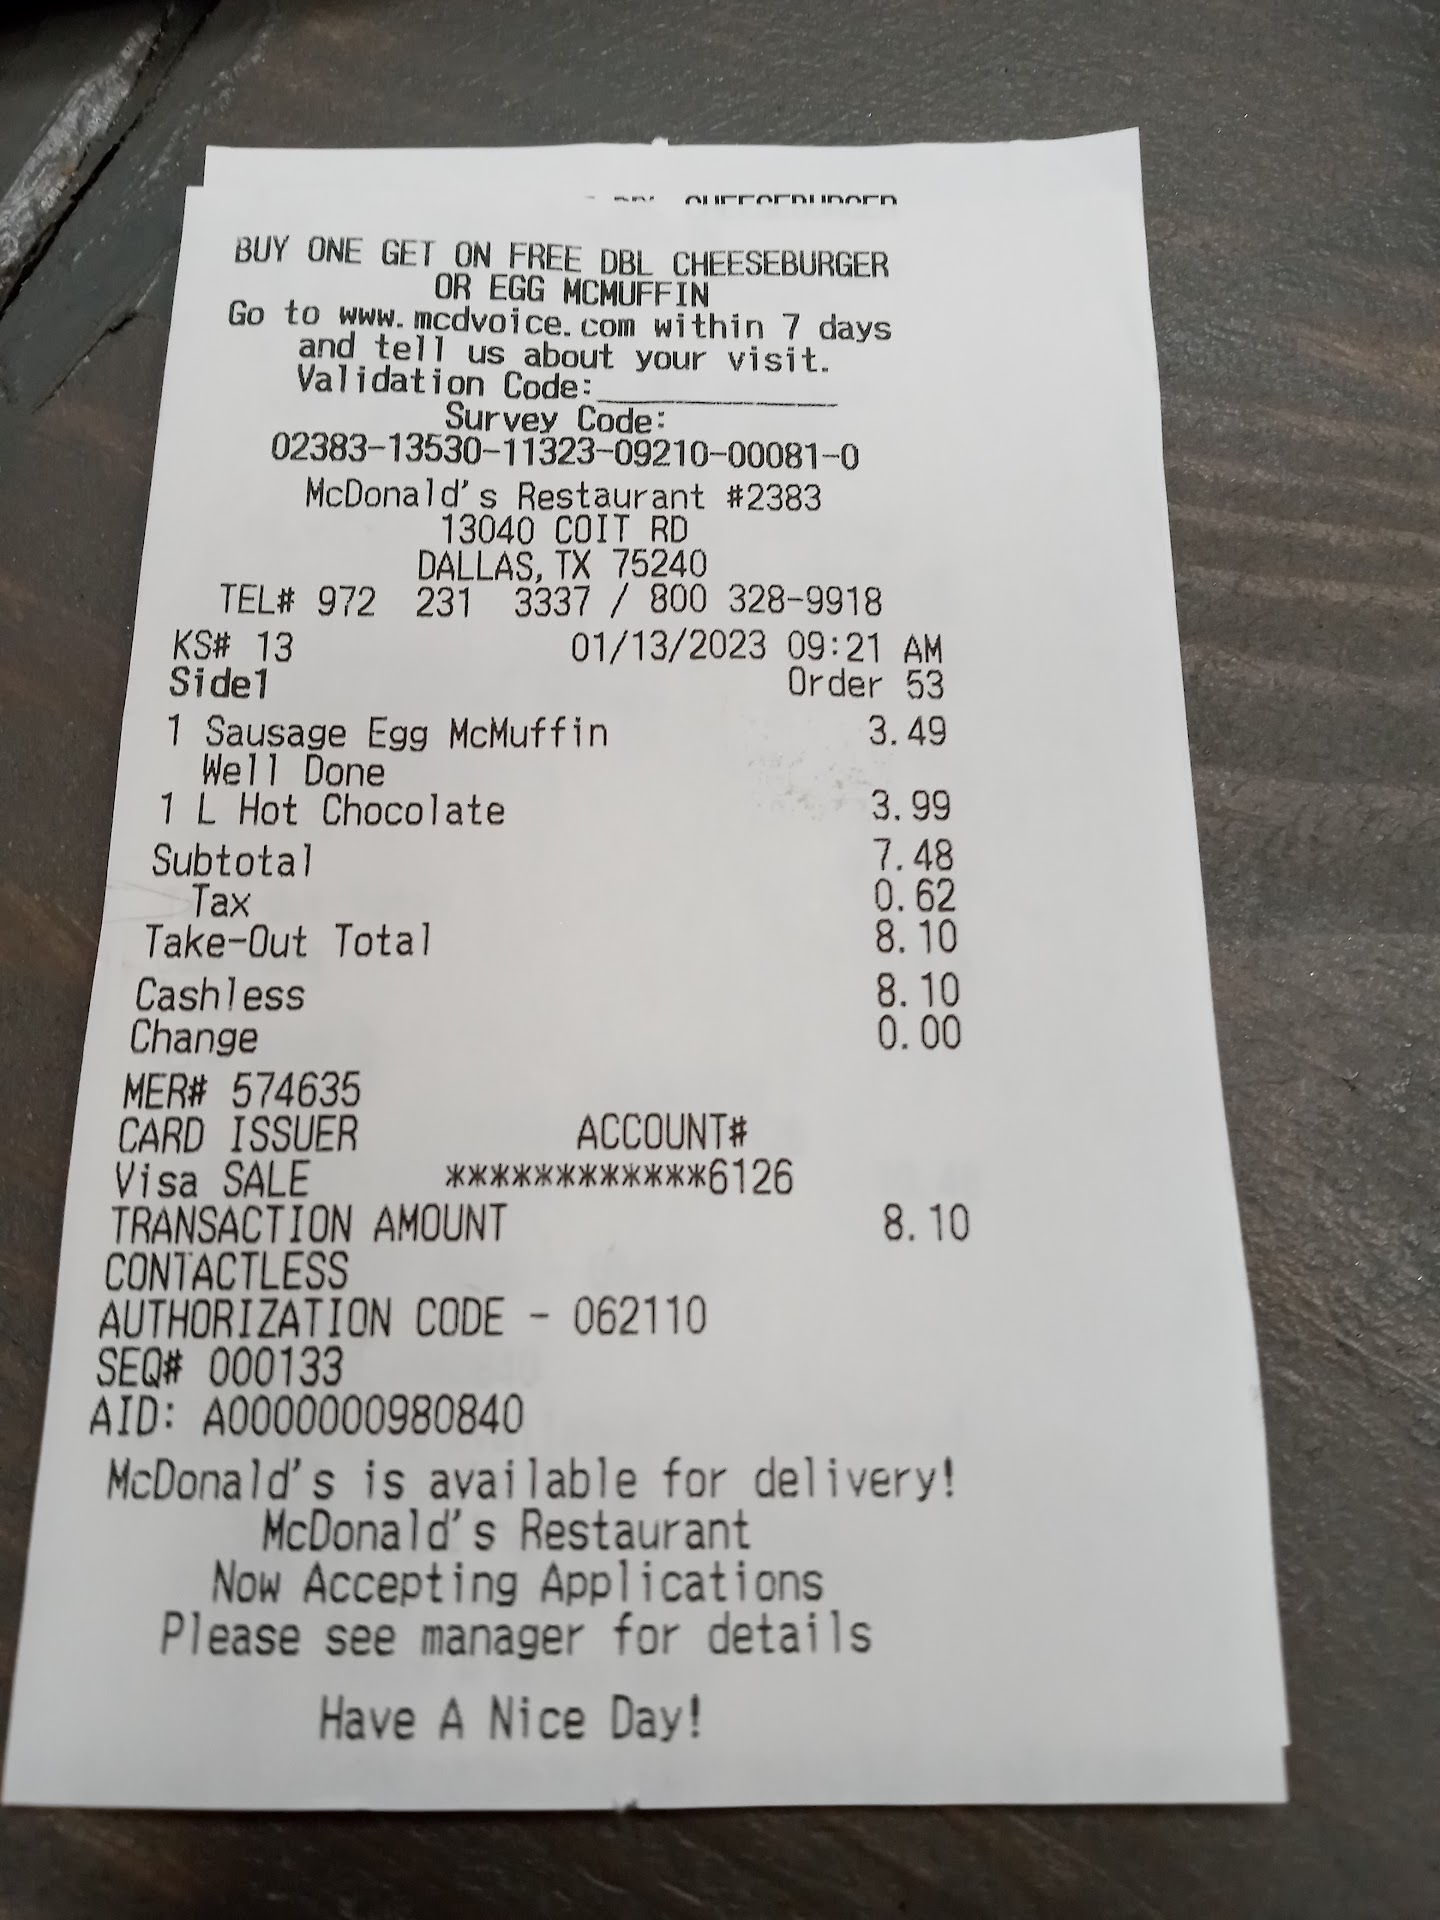 BUY ONE GET ON FREE DBL CHEESEBURGER
OR EGG MCMUFFIN
Go to www.mcdvoice.com within 7 days
and tell us about your visit.
Validation Code:_______________
Survey Code:
02383-13530-11323-09210-00081-0
McDonald's Restaurant #2383
13040 COIT RD
DALLAS, TX 75240
TEL# 972 231 3337 / 800 328-9918
KS# 13 01/13/2023 09:21 AM
Side1 Order 53
1 Sausage Egg McMuffin 3.49
Well Done
1 L Hot Chocolate 3.99
Subtotal 7.48
Tax 0.62
Take-Out Total 8.10
Cashless 8.10
Change 0.00
MER# 574635
CARD ISSUER ACCOUNT#
Visa SALE ************6126
TRANSACTION AMOUNT 8.10
CONTACTLESS
AUTHORIZATION CODE - 062110
SEQ# 000133
AID: A0000000980840
McDonald's is available for delivery!
McDonald's Restaurant
Now Accepting Applications
Please see manager for details
Have A Nice Day!